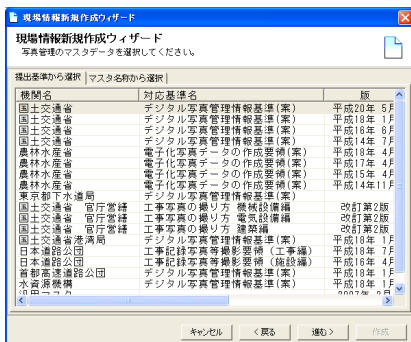 現場情報新規作成ウィザード
現場情報新規作成ウィザード
写真管理のマスタデータを選択してください。
提出基準から選択 マスタ名称から選択
機関名 対応基準名 版
国土交通省 デジタル写真管理情報基準(案) 平成20年 5月
国土交通省 デジタル写真管理情報基準(案) 平成18年 1月
国土交通省 デジタル写真管理情報基準(案) 平成16年 6月
国土交通省 デジタル写真管理情報基準(案) 平成14年 7月
農林水産省 電子化写真データの作成要領(案) 平成18年 4月
農林水産省 電子化写真データの作成要領(案) 平成17年 4月
農林水産省 電子化写真データの作成要領(案) 平成15年 4月
農林水産省 電子化写真データの作成要領(案) 平成14年11月
東京都下水道局 デジタル写真管理情報基準(案)
国土交通省 官庁営繕 工事写真の撮り方 機械設備編 改訂第2版
国土交通省 官庁営繕 工事写真の撮り方 電気設備編 改訂第2版
国土交通省 官庁営繕 工事写真の撮り方 建築編 改訂第2版
国土交通省港湾局 デジタル写真管理情報基準(案) 平成18年 1月
日本道路公団 工事記録写真等撮影要領 (工事編) 平成18年 7月
日本道路公団 工事記録写真等撮影要領 (施設編) 平成16年 4月
首都高速道路公団 デジタル写真管理情報基準(案) 平成18年 1月
水資源機構 デジタル写真管理情報基準(案) 平成18年 1月
キャンセル < 戻る 進む > 作成